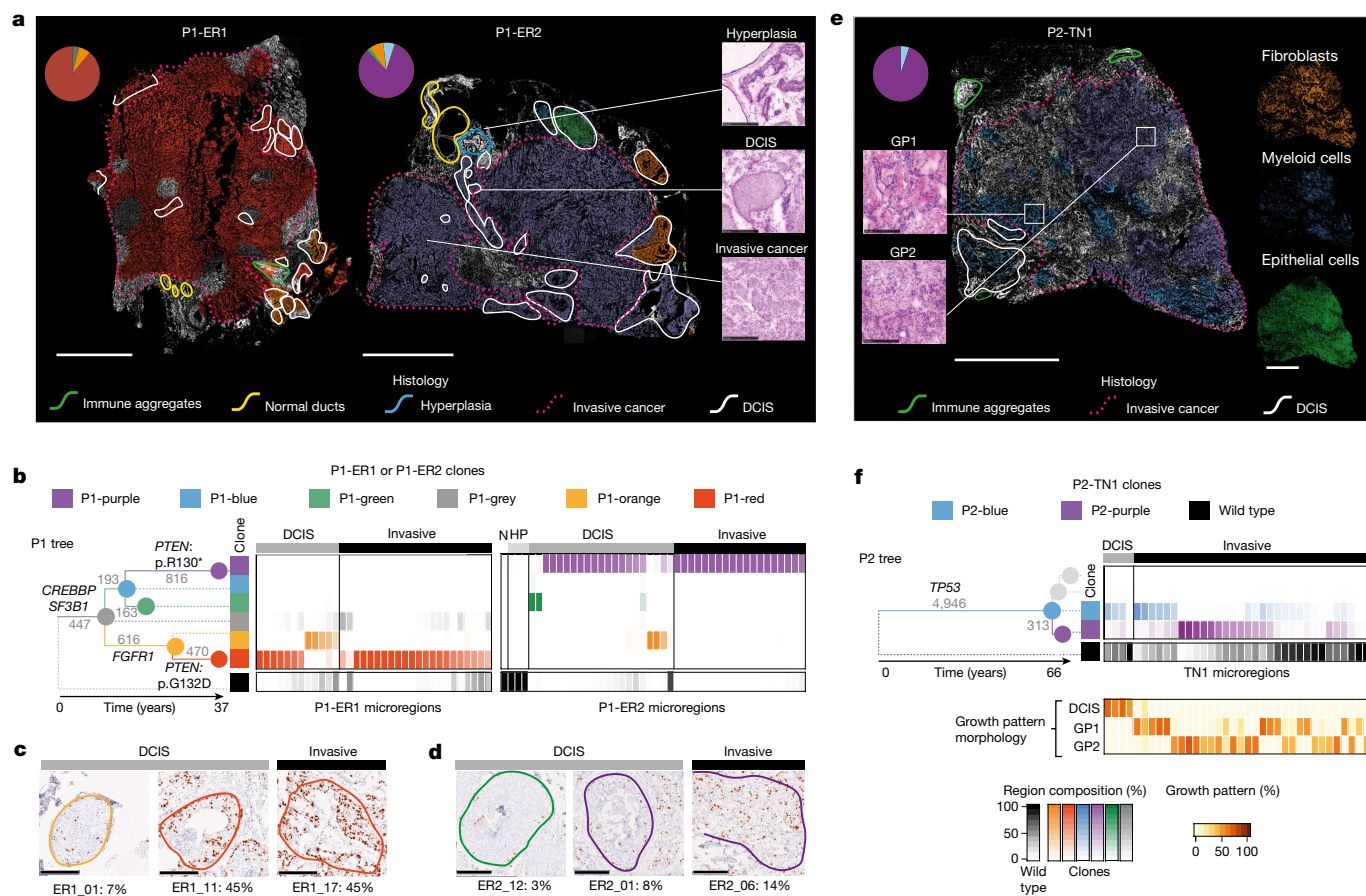 a
P1-ER1
P1-ER2
Hyperplasia
DCIS
Invasive cancer
Histology
Immune aggregates
Normal ducts
Hyperplasia
Invasive cancer
DCIS
e
P2-TN1
Fibroblasts
Myeloid cells
Epithelial cells
GP1
GP2
Histology
Immune aggregates
Invasive cancer
DCIS
b
P1-ER1 or P1-ER2 clones
P1-purple
P1-blue
P1-green
P1-grey
P1-orange
P1-red
P1 tree
Clone
DCIS
Invasive
N HP
DCIS
Invasive
PTEN:
p.R130*
193
816
CREBBP
SF3B1
163
447
616
470
FGFR1
PTEN:
p.G132D
0
Time (years)
37
P1-ER1 microregions
P1-ER2 microregions
c
DCIS
Invasive
ER1_01: 7%
ER1_11: 45%
ER1_17: 45%
d
DCIS
Invasive
ER2_12: 3%
ER2_01: 8%
ER2_06: 14%
f
P2-TN1 clones
P2-blue
P2-purple
Wild type
P2 tree
Clone
DCIS
Invasive
TP53
4,946
313
0
Time (years)
66
TN1 microregions
Growth pattern
morphology
DCIS
GP1
GP2
Region composition (%)
100
50
0
Wild
type
Clones
Growth pattern (%)
0 50 100